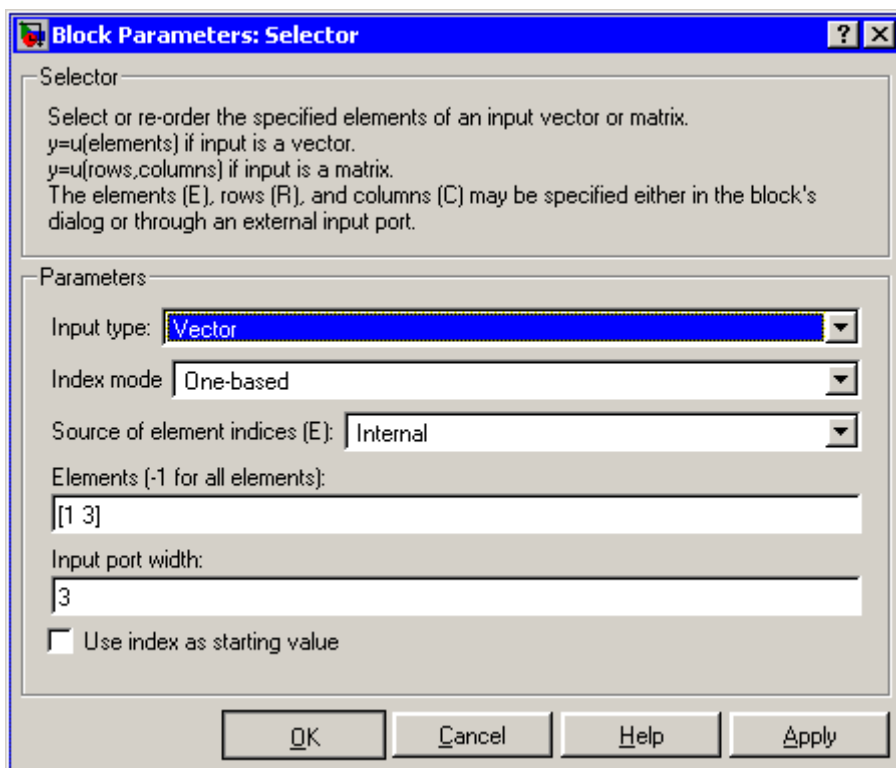 Block Parameters: Selector
Selector
Select or re-order the specified elements of an input vector or matrix.
y=u(elements) if input is a vector.
y=u(rows,columns) if input is a matrix.
The elements (E), rows (R), and columns (C) may be specified either in the block's
dialog or through an external input port.
Parameters
Input type: Vector
Index mode One-based
Source of element indices (E): Internal
Elements (-1 for all elements):
[1 3]
Input port width:
3
Use index as starting value
OK Cancel Help Apply